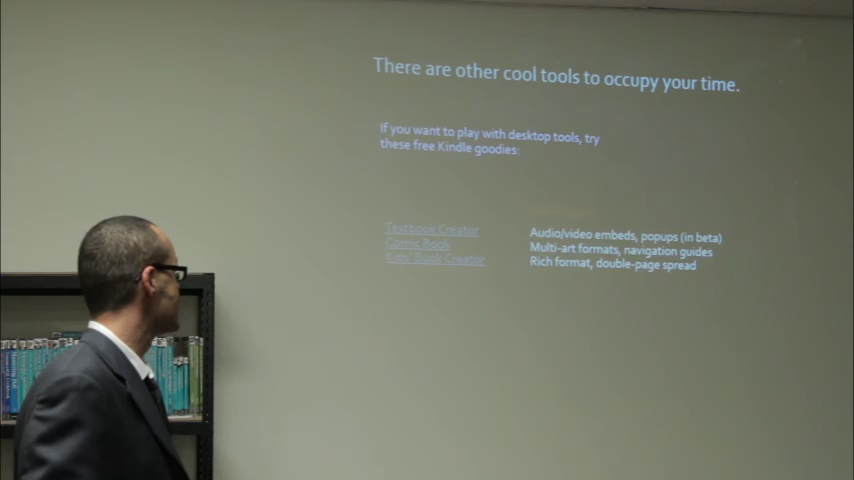 There are other cool tools to occupy your time.
If you want to play with desktop tools, try
these free Kindle goodies:
Textbook Creator Audio/video embeds, popups (in beta)
Comic Book Multi-art formats, navigation guides
Kids' Book Creator Rich format, double-page spread